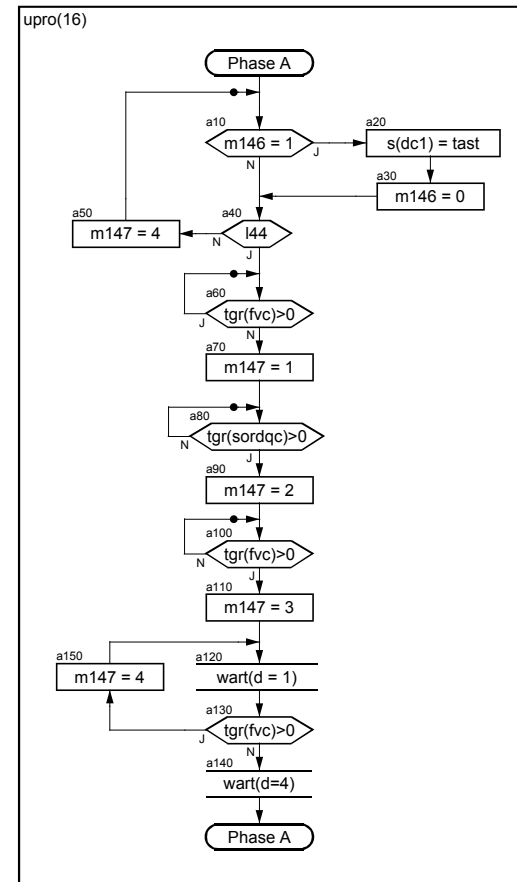 upro(16)
Phase A
a10
m146 = 1
J
N
a20
s(dc1) = tast
a30
m146 = 0
a40
l44
N
J
a50
m147 = 4
a60
tgr(fvc)>0
J
N
a70
m147 = 1
a80
tgr(sordqc)>0
N
J
a90
m147 = 2
a100
tgr(fvc)>0
N
J
a110
m147 = 3
a150
m147 = 4
a120
wart(d = 1)
a130
tgr(fvc)>0
J
N
a140
wart(d=4)
Phase A